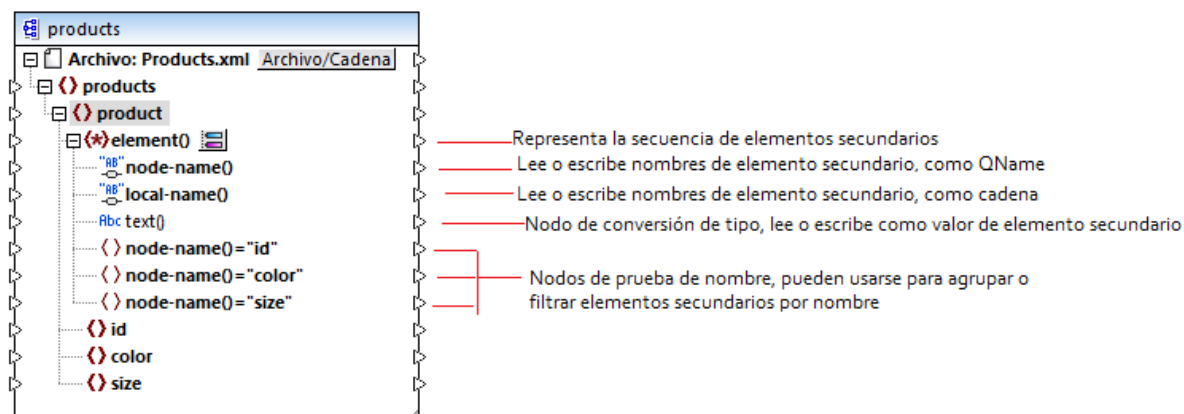 products
Archivo: Products.xml Archivo/Cadena
products
product
element() Representa la secuencia de elementos secundarios
"AB" node-name() Lee o escribe nombres de elemento secundario, como QName
"AB" local-name() Lee o escribe nombres de elemento secundario, como cadena
Abc text() Nodo de conversión de tipo, lee o escribe como valor de elemento secundario
node-name()="id"
node-name()="color" Nodos de prueba de nombre, pueden usarse para agrupar o
node-name()="size" filtrar elementos secundarios por nombre
id
color
size